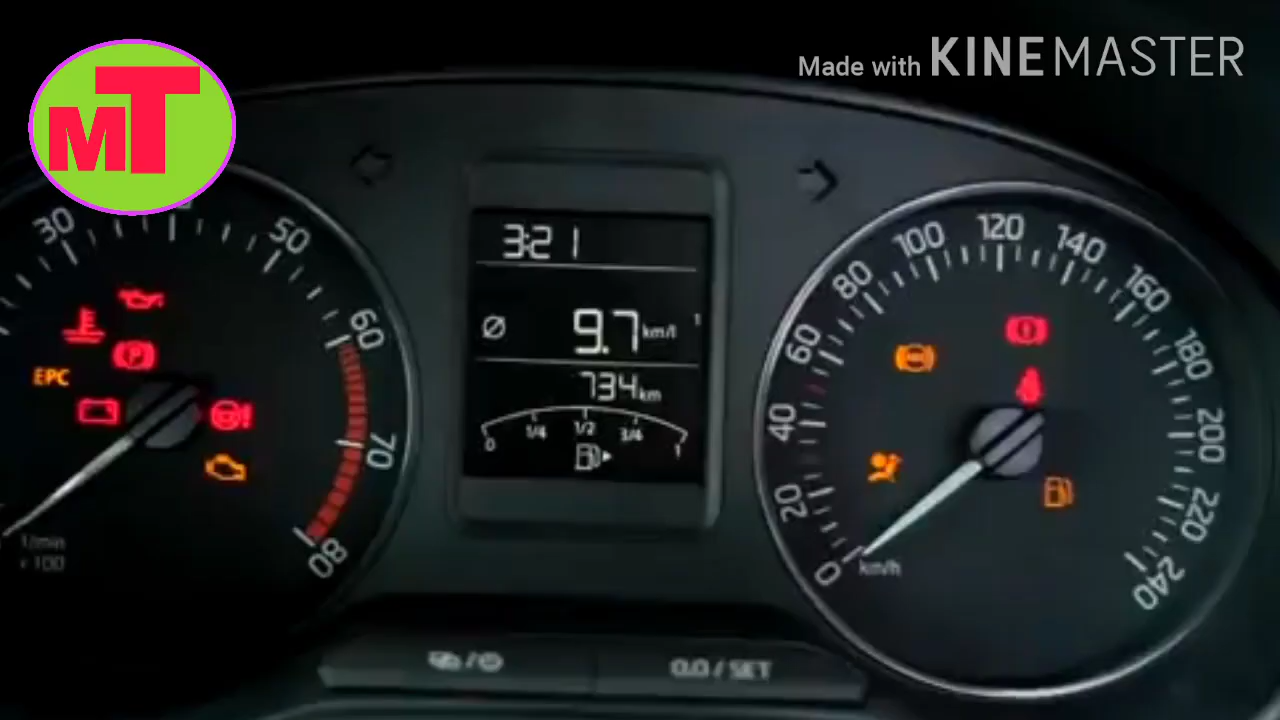 MT
Made with KINEMASTER
30
50
60
70
80
1/min
x 100
EPC
P
3:21
Ø 9.7 km/l 1
734 km
0 1/4 1/2 3/4 1
0
20
40
60
80
100
120
140
160
180
200
220
240
km/h
0.0 / SET